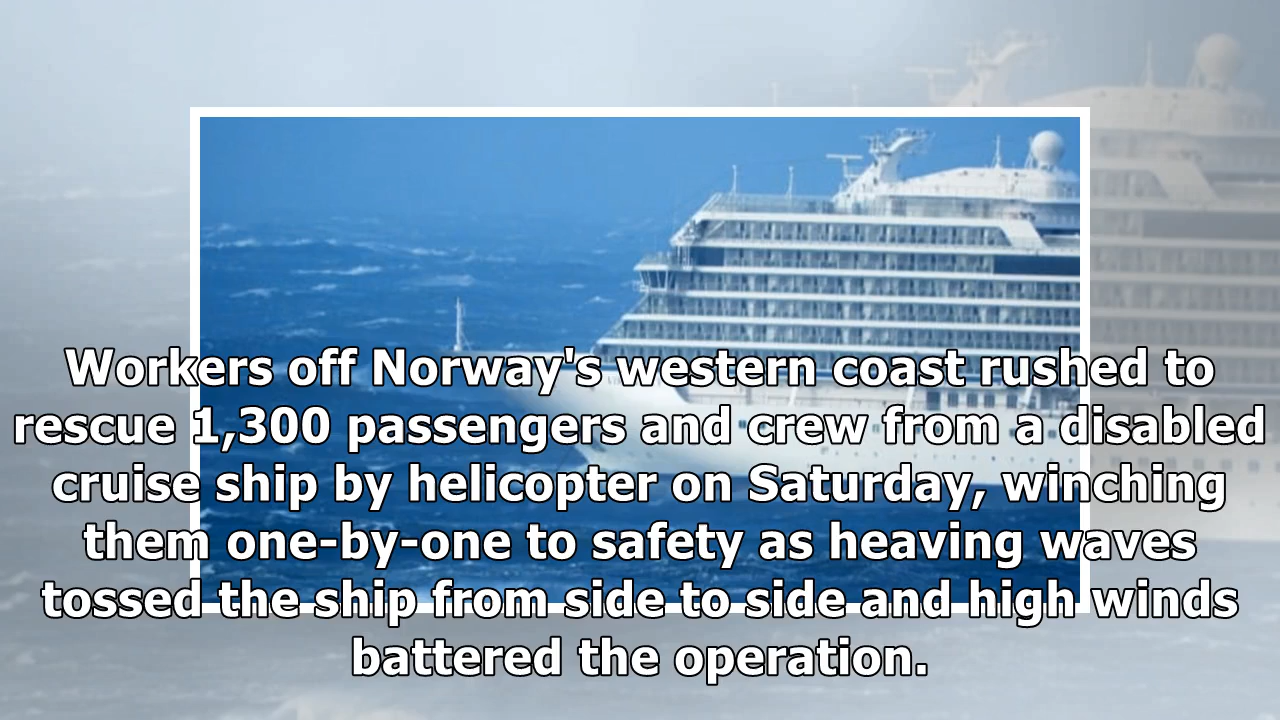 Workers off Norway's western coast rushed to
rescue 1,300 passengers and crew from a disabled
cruise ship by helicopter on Saturday, winching
them one-by-one to safety as heaving waves
tossed the ship from side to side and high winds
battered the operation.